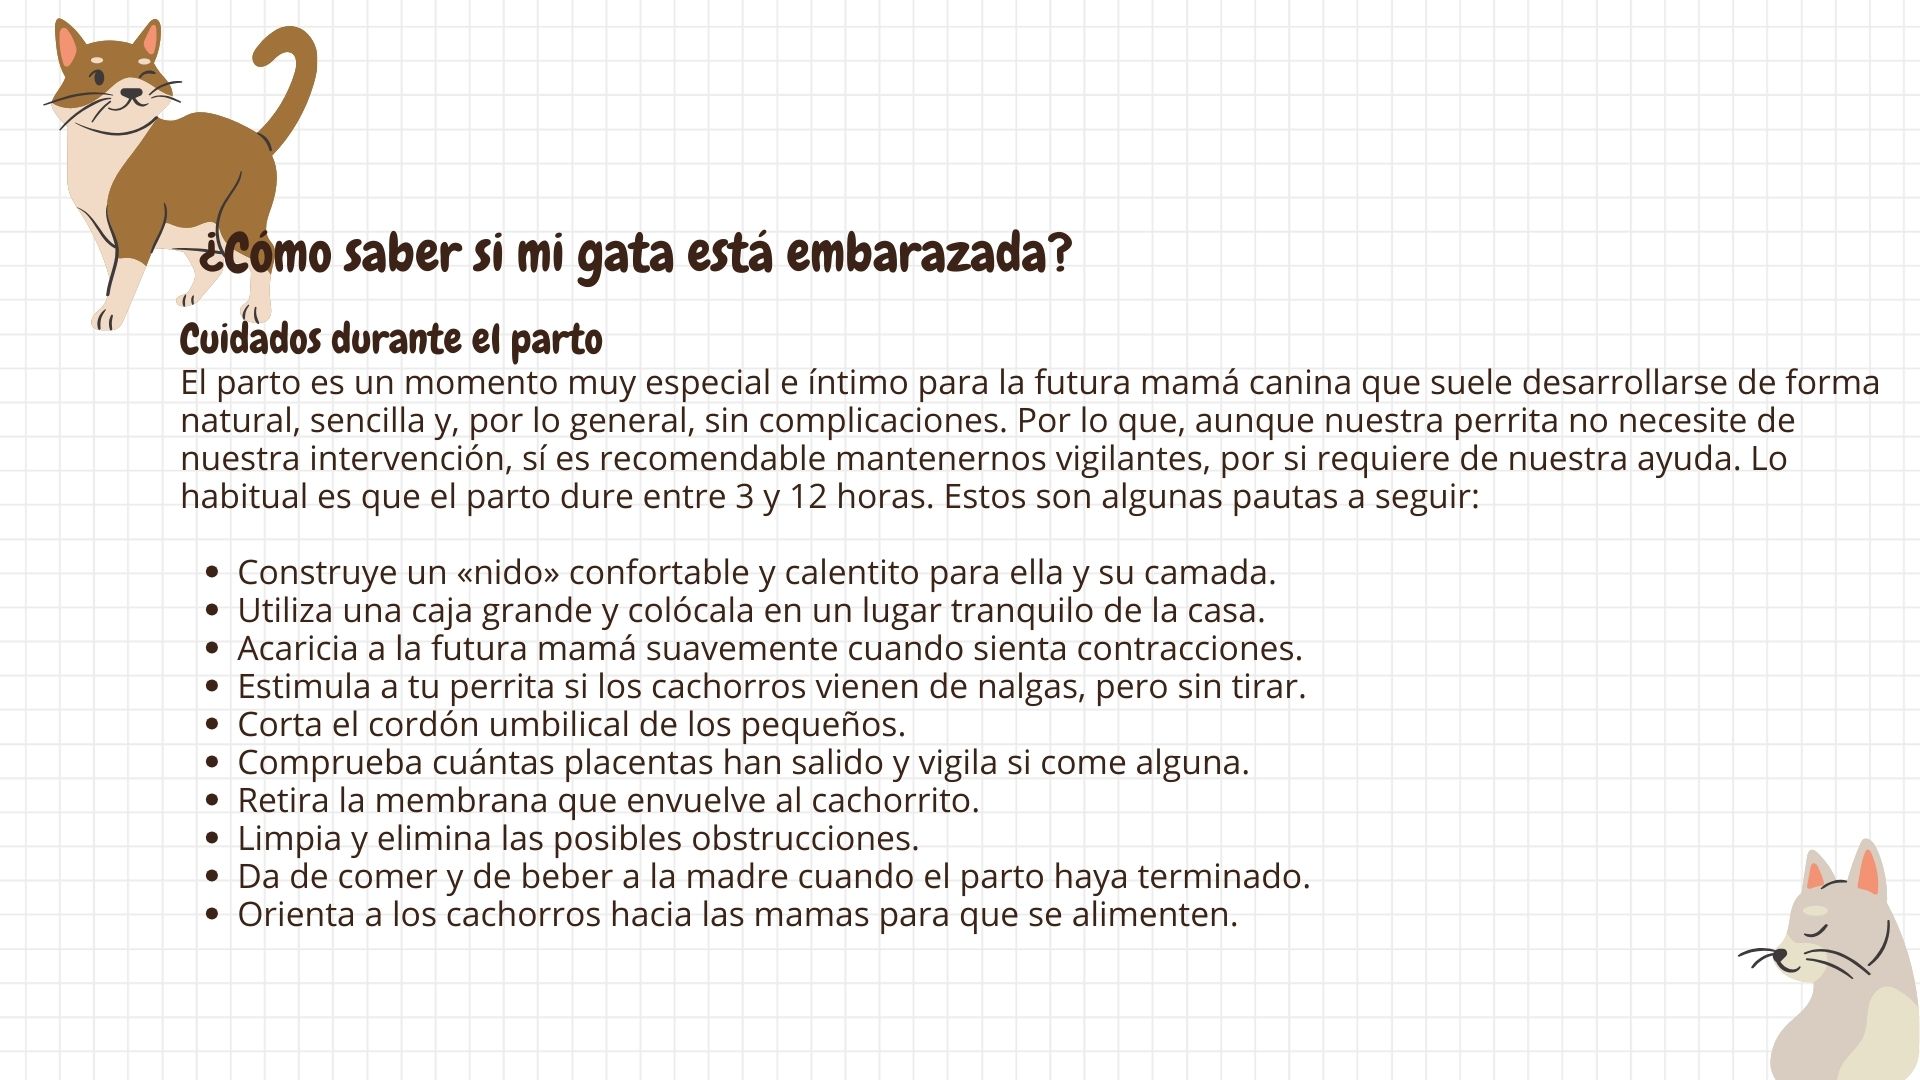 ¿Cómo saber si mi gata está embarazada?
Cuidados durante el parto
El parto es un momento muy especial e íntimo para la futura mamá canina que suele desarrollarse de forma
natural, sencilla y, por lo general, sin complicaciones. Por lo que, aunque nuestra perrita no necesite de
nuestra intervención, sí es recomendable mantenernos vigilantes, por si requiere de nuestra ayuda. Lo
habitual es que el parto dure entre 3 y 12 horas. Estos son algunas pautas a seguir:
• Construye un «nido» confortable y calentito para ella y su camada.
• Utiliza una caja grande y colócala en un lugar tranquilo de la casa.
• Acaricia a la futura mamá suavemente cuando sienta contracciones.
• Estimula a tu perrita si los cachorros vienen de nalgas, pero sin tirar.
• Corta el cordón umbilical de los pequeños.
• Comprueba cuántas placentas han salido y vigila si come alguna.
• Retira la membrana que envuelve al cachorrito.
• Limpia y elimina las posibles obstrucciones.
• Da de comer y de beber a la madre cuando el parto haya terminado.
• Orienta a los cachorros hacia las mamas para que se alimenten.